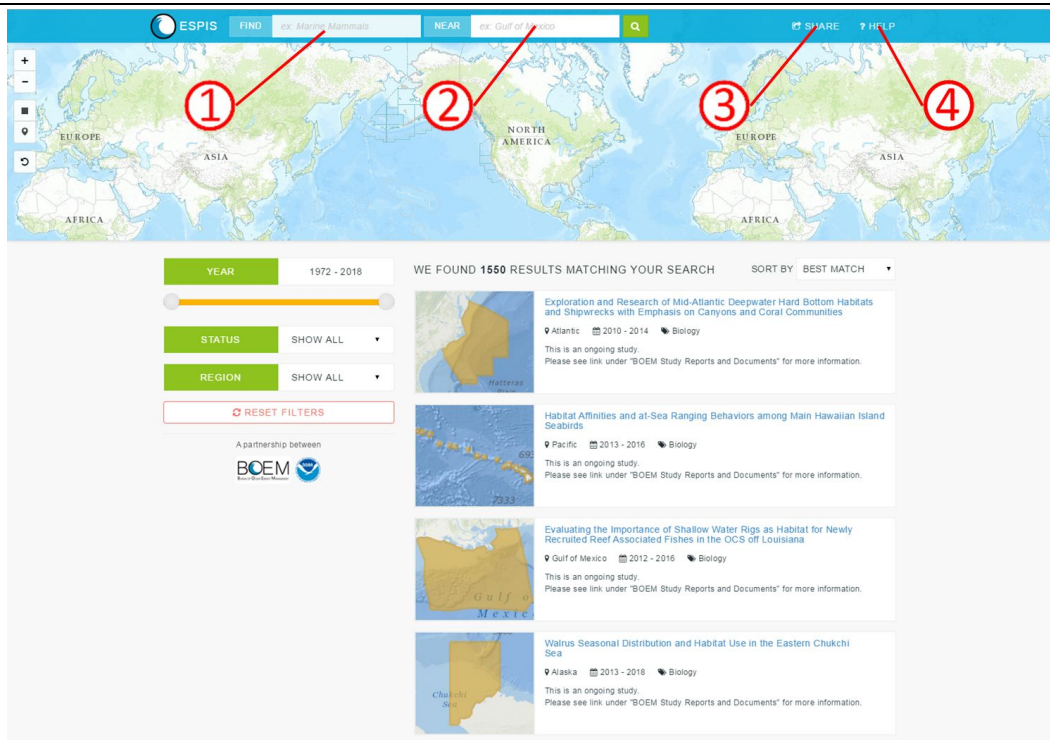 ESPIS FIND ex: Marine Mammals NEAR ex: Gulf of Mexico SHARE ? HELP
+
-
1 2 3 4
EUROPE ASIA NORTH AMERICA EUROPE ASIA
AFRICA AFRICA
YEAR 1972 - 2018
STATUS SHOW ALL
REGION SHOW ALL
RESET FILTERS
A partnership between
BOEM
WE FOUND 1550 RESULTS MATCHING YOUR SEARCH SORT BY BEST MATCH
Hatteras
Exploration and Research of Mid-Atlantic Deepwater Hard Bottom Habitats
and Shipwrecks with Emphasis on Canyons and Coral Communities
Atlantic 2010 - 2014 Biology
This is an ongoing study.
Please see link under "BOEM Study Reports and Documents" for more information.
693
7333
Habitat Affinities and at-Sea Ranging Behaviors among Main Hawaiian Island
Seabirds
Pacific 2013 - 2016 Biology
This is an ongoing study.
Please see link under "BOEM Study Reports and Documents" for more information.
Gulf o
Mexic
Evaluating the Importance of Shallow Water Rigs as Habitat for Newly
Recruited Reef Associated Fishes in the OCS off Louisiana
Gulf of Mexico 2012 - 2016 Biology
This is an ongoing study.
Please see link under "BOEM Study Reports and Documents" for more information.
Chukchi
Sea
Walrus Seasonal Distribution and Habitat Use in the Eastern Chukchi
Sea
Alaska 2013 - 2018 Biology
This is an ongoing study.
Please see link under "BOEM Study Reports and Documents" for more information.